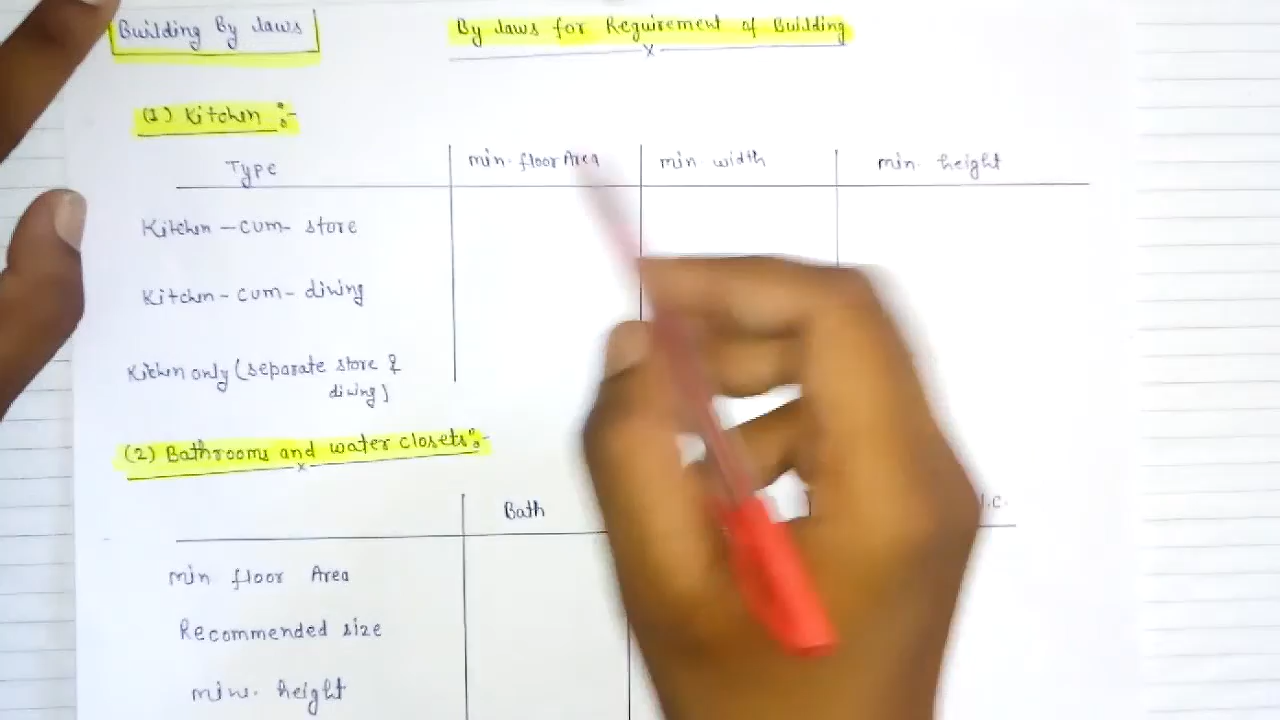 Building By Laws
By Laws for Requirement of Building
(1) Kitchen :-
Type min. floor Area min. width min. height
Kitchen - cum - store
Kitchen - cum - dining
Kitchen only (separate store &
dining)
(2) Bathrooms and water closets :-
Bath
min floor Area
Recommended size
min. height